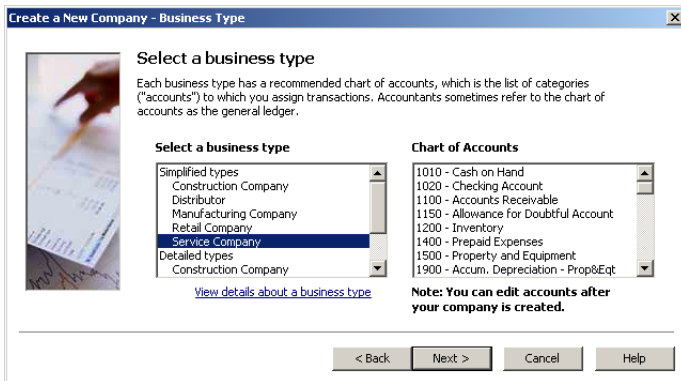 Create a New Company - Business Type
Select a business type
Each business type has a recommended chart of accounts, which is the list of categories
("accounts") to which you assign transactions. Accountants sometimes refer to the chart of
accounts as the general ledger.
Select a business type
Simplified types
Construction Company
Distributor
Manufacturing Company
Retail Company
Service Company
Detailed types
Construction Company
View details about a business type
Chart of Accounts
1010 - Cash on Hand
1020 - Checking Account
1100 - Accounts Receivable
1150 - Allowance for Doubtful Account
1200 - Inventory
1400 - Prepaid Expenses
1500 - Property and Equipment
1900 - Accum. Depreciation - Prop&Eqt
Note: You can edit accounts after
your company is created.
< Back
Next >
Cancel
Help